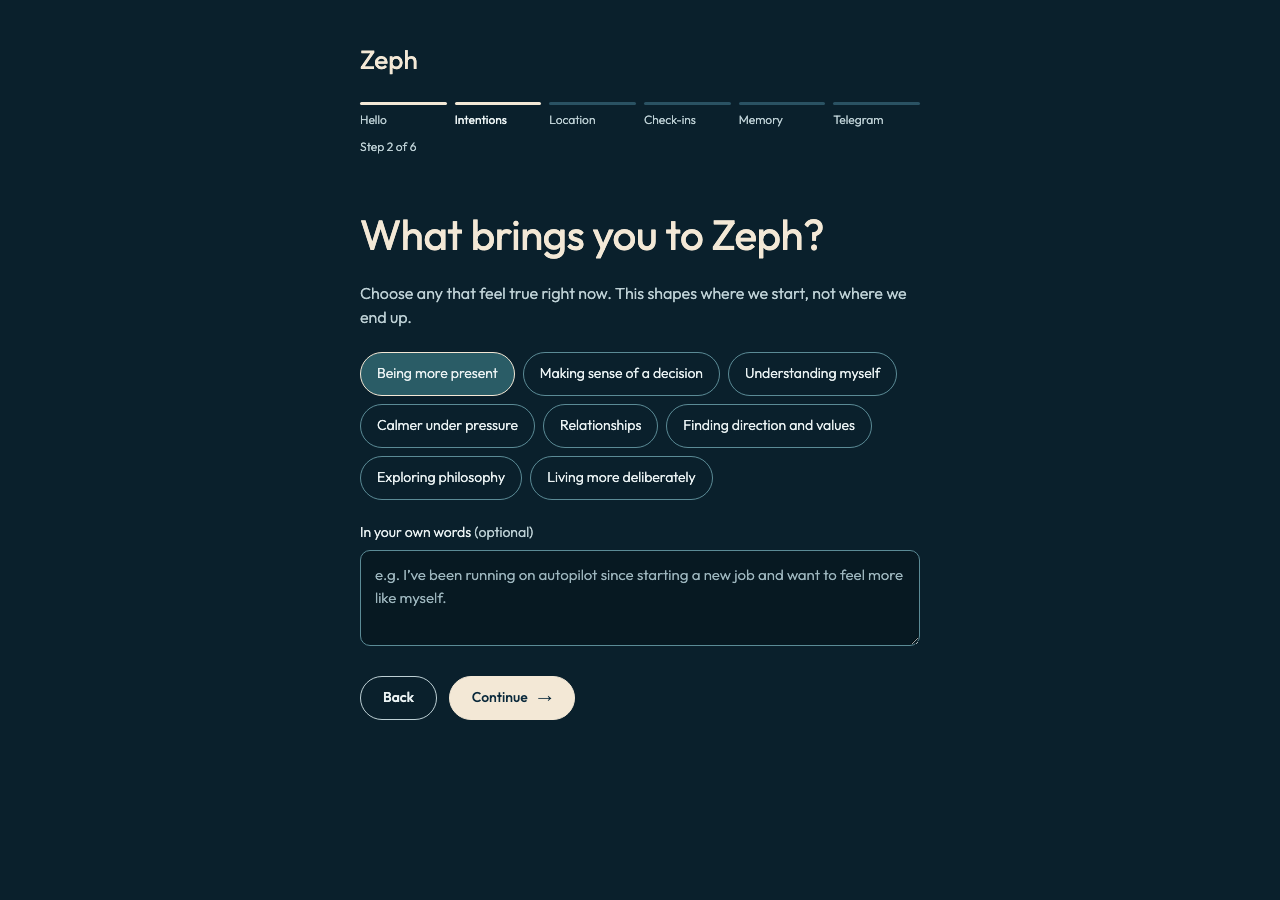 Zeph
Hello Intentions Location Check-ins Memory Telegram
Step 2 of 6
What brings you to Zeph?
Choose any that feel true right now. This shapes where we start, not where we
end up.
Being more present Making sense of a decision Understanding myself
Calmer under pressure Relationships Finding direction and values
Exploring philosophy Living more deliberately
In your own words (optional)
e.g. I’ve been running on autopilot since starting a new job and want to feel more
like myself.
Back Continue →